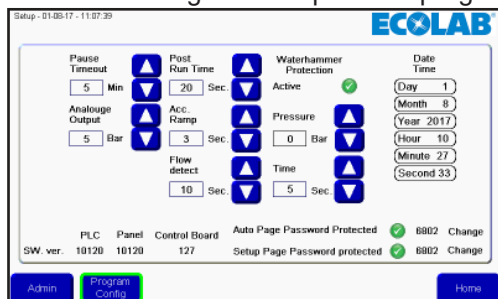 Setup - 01-08-17 - 11:07:39
ECOLAB
Pause Timeout
5 Min
Post Run Time
20 Sec.
Waterhammer Protection
Active
Date Time
Day 1
Month 8
Year 2017
Hour 10
Minute 27
Second 33
Analouge Output
5 Bar
Acc. Ramp
3 Sec.
Pressure
0 Bar
Flow detect
10 Sec.
Time
5 Sec.
PLC Panel Control Board
SW. ver. 10120 10120 127
Auto Page Password Protected 6802 Change
Setup Page Password protected 6802 Change
Admin
Program Config
Home